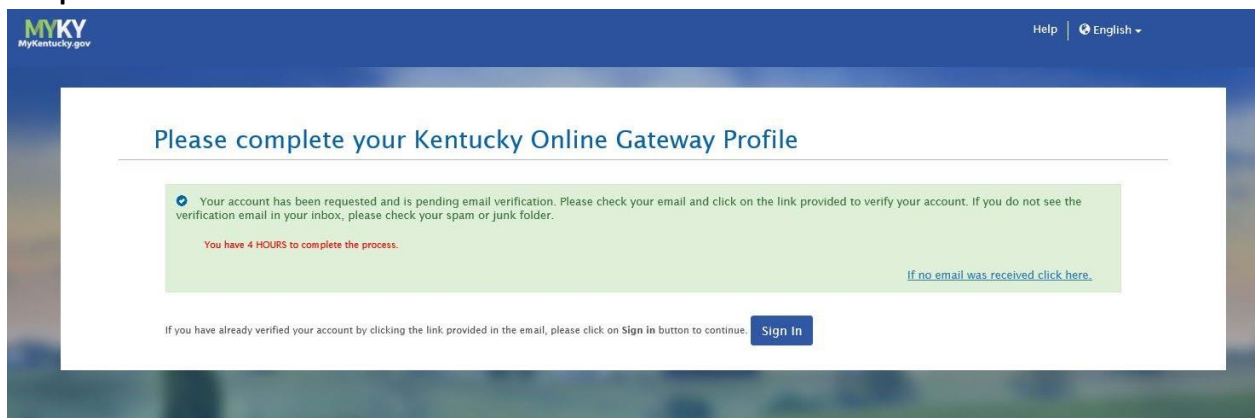 MYKY
MyKentucky.gov
Help
English
Please complete your Kentucky Online Gateway Profile
Your account has been requested and is pending email verification. Please check your email and click on the link provided to verify your account. If you do not see the
verification email in your inbox, please check your spam or junk folder.
You have 4 HOURS to complete the process.
If no email was received click here.
If you have already verified your account by clicking the link provided in the email, please click on Sign in button to continue. Sign In